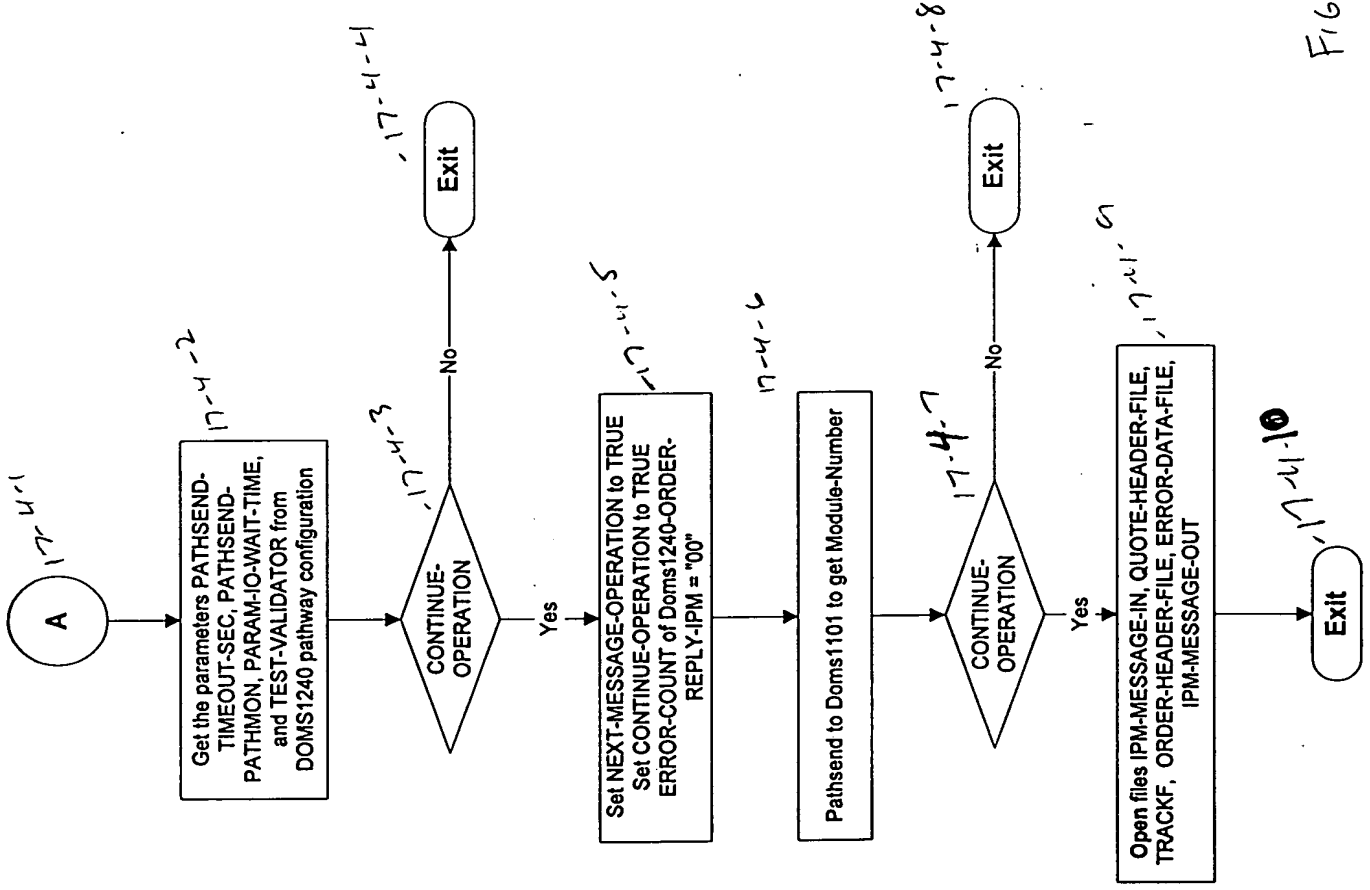 17-4-1
A
17-4-2
Get the parameters PATHSEND-
TIMEOUT-SEC, PATHSEND-
PATHMON, PARAM-IO-WAIT-TIME,
and TEST-VALIDATOR from
DOMS1240 pathway configuration
17-4-3
CONTINUE-
OPERATION
No
17-4-4
Exit
Yes
17-4-5
Set NEXT-MESSAGE-OPERATION to TRUE
Set CONTINUE-OPERATION to TRUE
ERROR-COUNT of Doms1240-ORDER-
REPLY-IPM = "00"
17-4-6
Pathsend to Doms1101 to get Module-Number
17-4-7
CONTINUE-
OPERATION
No
17-4-8
Exit
Yes
17-4-9
Open files IPM-MESSAGE-IN, QUOTE-HEADER-FILE,
TRACKF, ORDER-HEADER-FILE, ERROR-DATA-FILE,
IPM-MESSAGE-OUT
17-4-10
Exit
FIG